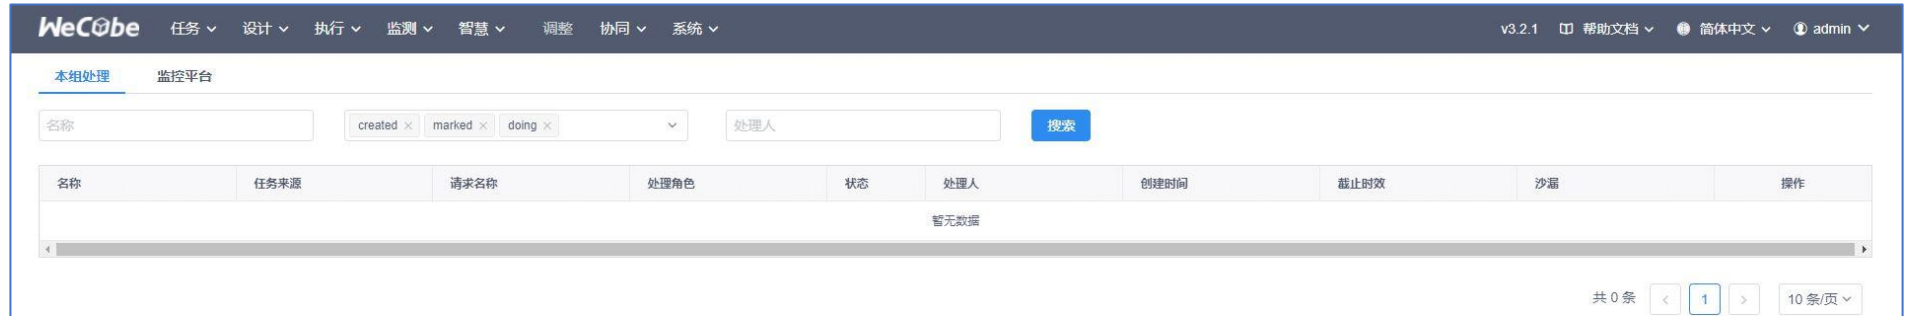 WeCube 任务 设计 执行 监测 智慧 调整 协同 系统 v3.2.1 帮助文档 简体中文 admin
本组处理 监控平台
名称 created × marked × doing × 处理人 搜索
名称 任务来源 请求名称 处理角色 状态 处理人 创建时间 截止时效 沙漏 操作
暂无数据
共 0 条 < 1 > 10 条/页